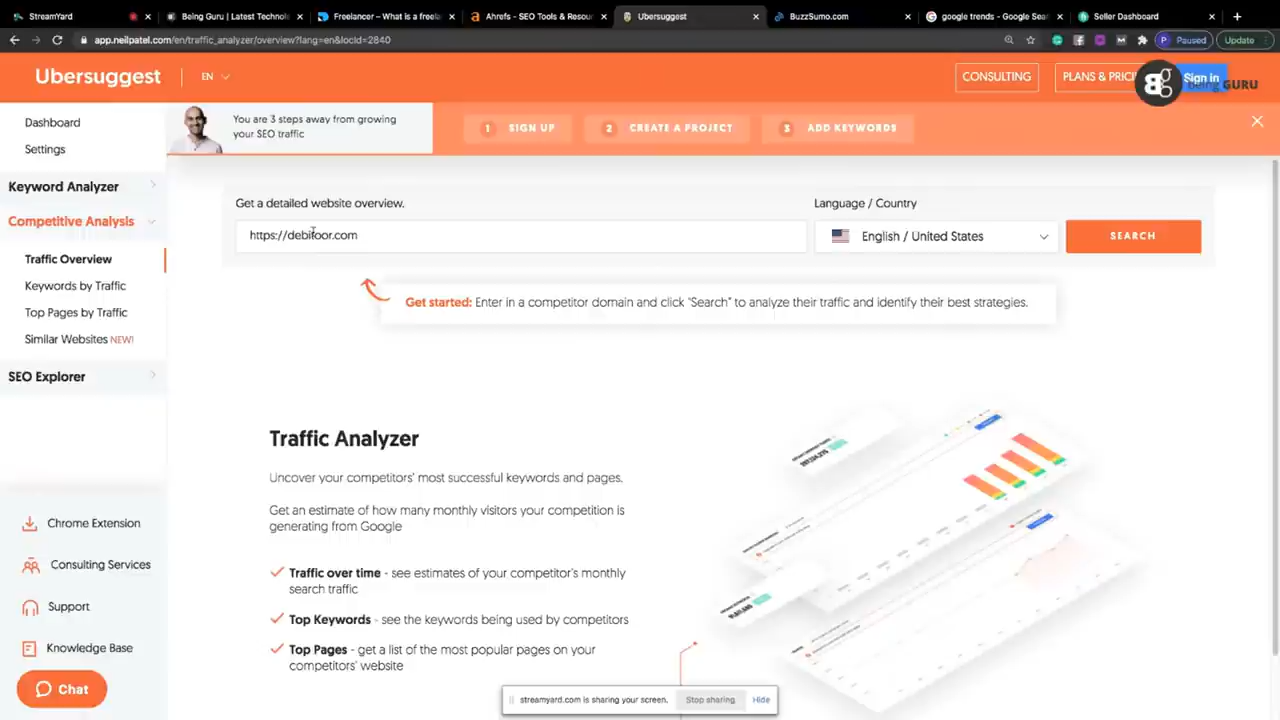 StreamYard
Being Guru | Latest Technol
Freelancer – What is a freela
Ahrefs - SEO Tools & Resour
Ubersuggest
BuzzSumo.com
google trends - Google Sear
Seller Dashboard
app.neilpatel.com/en/traffic_analyzer/overview?lang=en&locId=2840
Paused
Update
Ubersuggest
EN
CONSULTING
PLANS & PRICI
Sign in
being GURU
You are 3 steps away from growing
your SEO traffic
1 SIGN UP
2 CREATE A PROJECT
3 ADD KEYWORDS
Dashboard
Settings
Keyword Analyzer
Competitive Analysis
Traffic Overview
Keywords by Traffic
Top Pages by Traffic
Similar Websites NEW!
SEO Explorer
Get a detailed website overview.
Language / Country
https://debitoor.com
English / United States
SEARCH
Get started: Enter in a competitor domain and click "Search" to analyze their traffic and identify their best strategies.
Traffic Analyzer
Uncover your competitors' most successful keywords and pages.
Get an estimate of how many monthly visitors your competition is
generating from Google
Traffic over time - see estimates of your competitor's monthly
search traffic
Top Keywords - see the keywords being used by competitors
Top Pages - get a list of the most popular pages on your
competitors' website
Chrome Extension
Consulting Services
Support
Knowledge Base
Chat
streamyard.com is sharing your screen.
Stop sharing
Hide